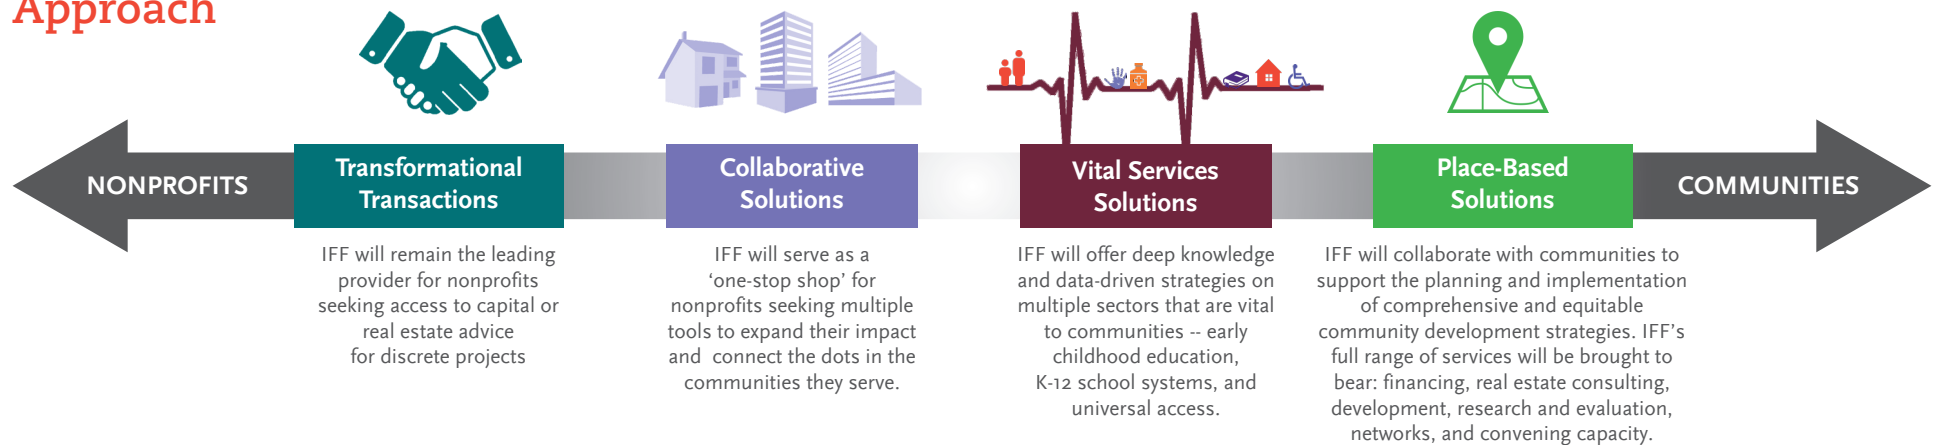 Approach
NONPROFITS
Transformational
Transactions
IFF will remain the leading
provider for nonprofits
seeking access to capital or
real estate advice
for discrete projects
Collaborative
Solutions
IFF will serve as a
‘one-stop shop’ for
nonprofits seeking multiple
tools to expand their impact
and connect the dots in the
communities they serve.
Vital Services
Solutions
IFF will offer deep knowledge
and data-driven strategies on
multiple sectors that are vital
to communities -- early
childhood education,
K-12 school systems, and
universal access.
Place-Based
Solutions
IFF will collaborate with communities to
support the planning and implementation
of comprehensive and equitable
community development strategies. IFF’s
full range of services will be brought to
bear: financing, real estate consulting,
development, research and evaluation,
networks, and convening capacity.
COMMUNITIES